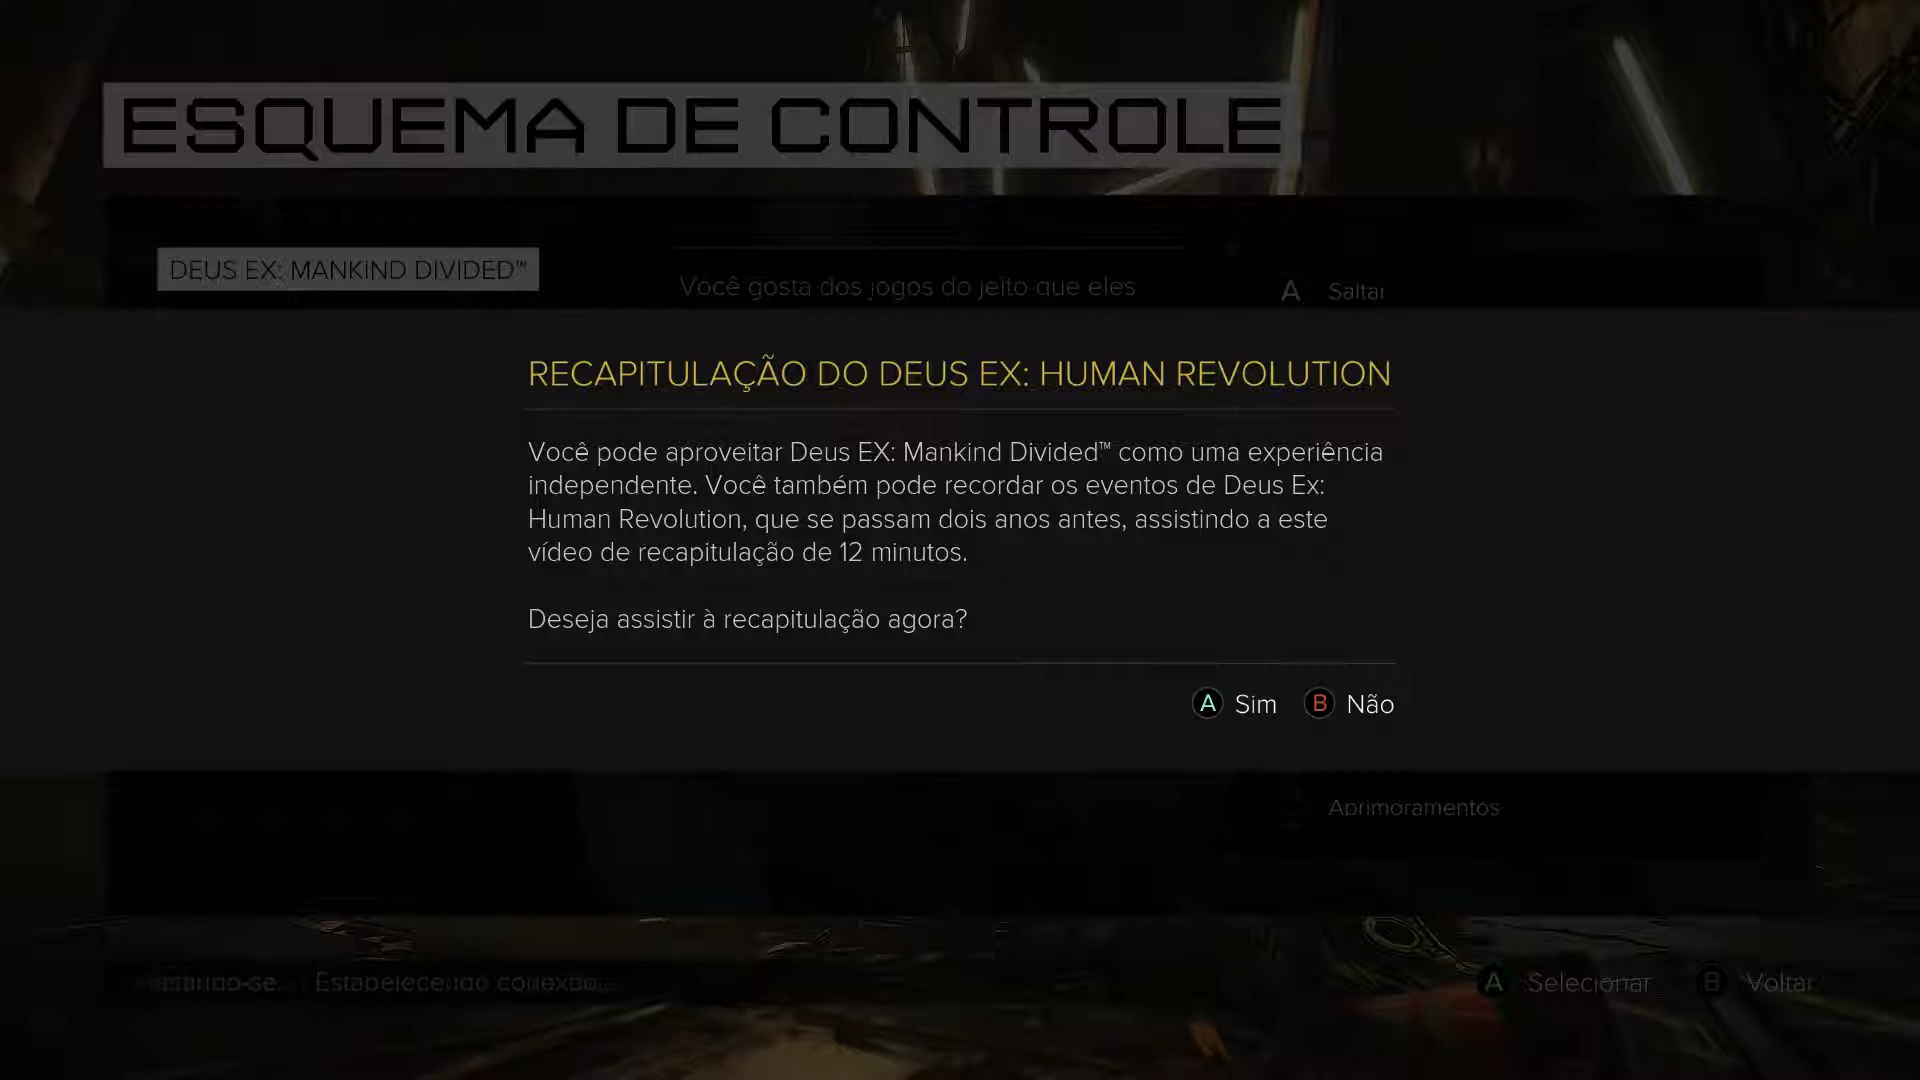 ESQUEMA DE CONTROLE
DEUS EX: MANKIND DIVIDED™
Você gosta dos jogos do jeito que eles
A Saltar
RECAPITULAÇÃO DO DEUS EX: HUMAN REVOLUTION
Você pode aproveitar Deus EX: Mankind Divided™ como uma experiência
independente. Você também pode recordar os eventos de Deus Ex:
Human Revolution, que se passam dois anos antes, assistindo a este
vídeo de recapitulação de 12 minutos.
Deseja assistir à recapitulação agora?
A Sim B Não
Aprimoramentos
Estabelecendo conexão...
A Selecionar B Voltar